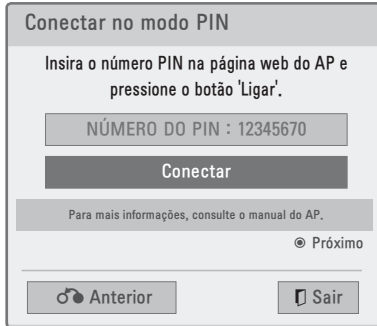 Conectar no modo PIN
Insira o número PIN na página web do AP e
pressione o botão 'Ligar'.
NÚMERO DO PIN : 12345670
Conectar
Para mais informações, consulte o manual do AP.
Próximo
Anterior
Sair